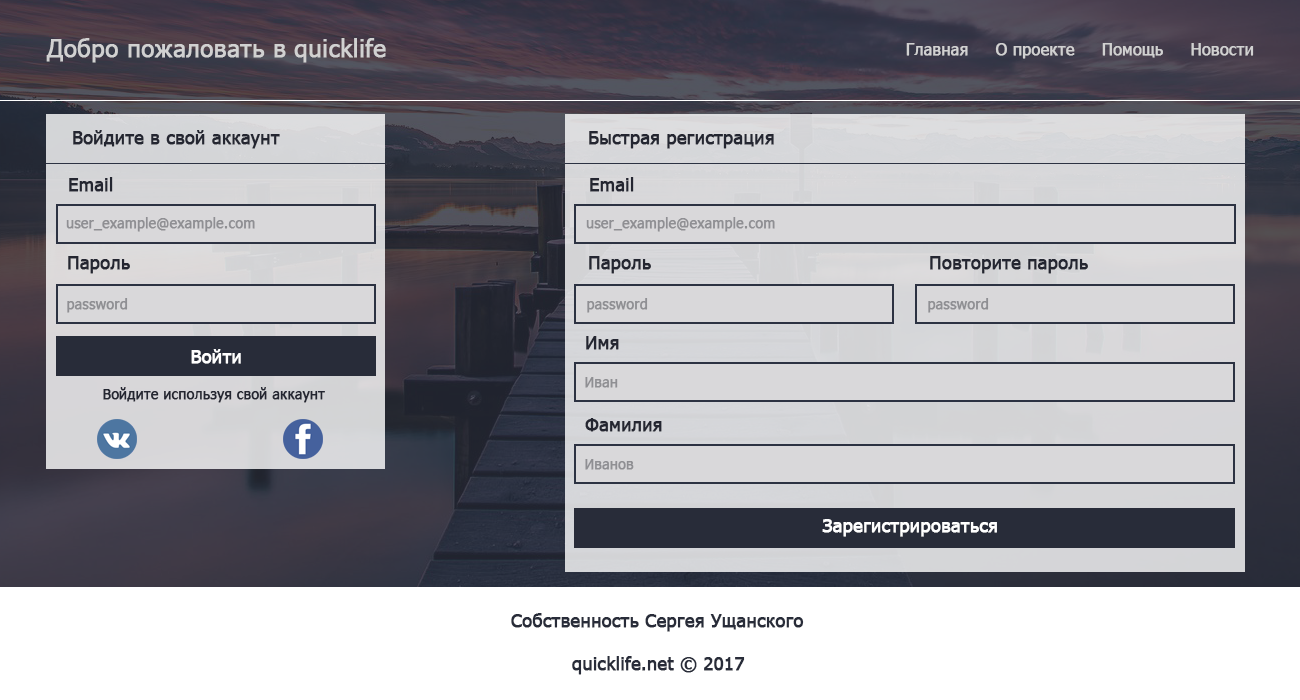 Добро пожаловать в quicklife
Главная О проекте Помощь Новости
Войдите в свой аккаунт
Email
user_example@example.com
Пароль
password
Войти
Войдите используя свой аккаунт
Быстрая регистрация
Email
user_example@example.com
Пароль Повторите пароль
password password
Имя
Иван
Фамилия
Иванов
Зарегистрироваться
Собственность Сергея Ущанского
quicklife.net © 2017